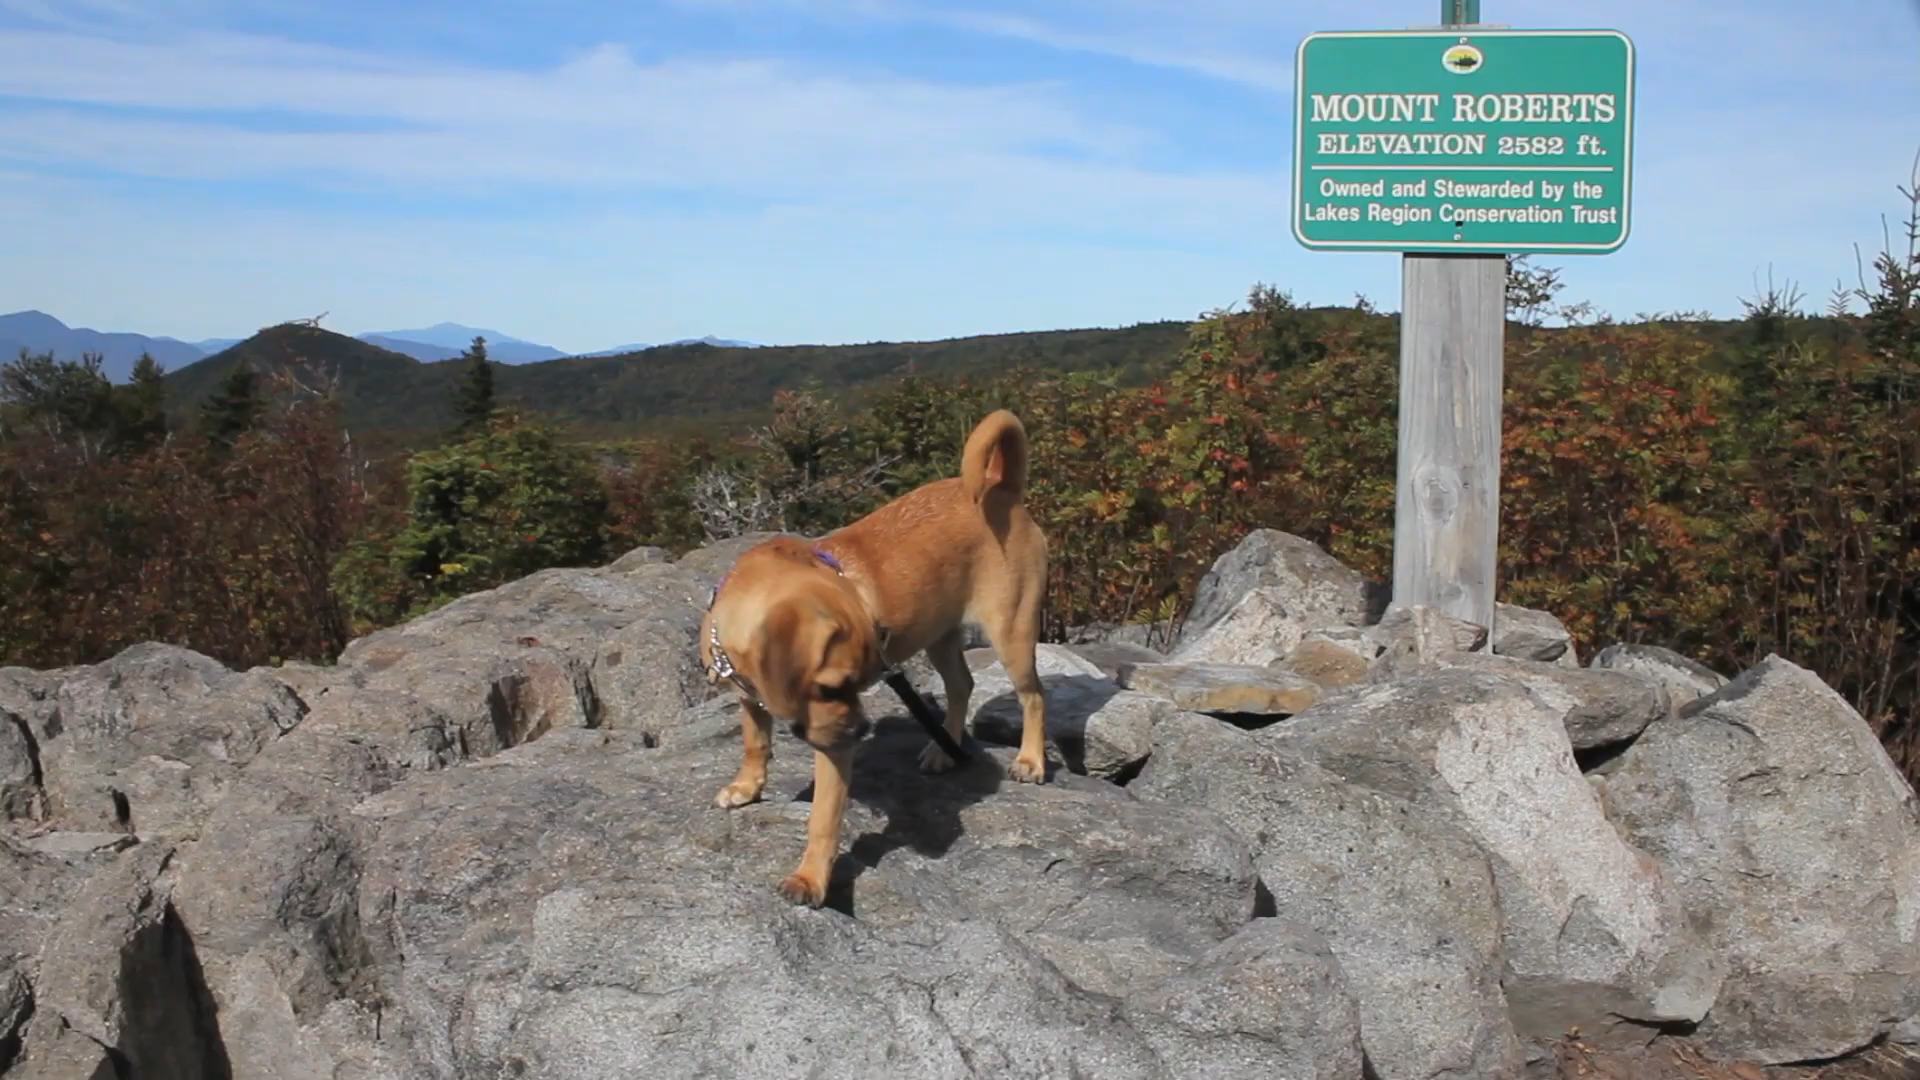 MOUNT ROBERTS
ELEVATION 2582 ft.
Owned and Stewarded by the
Lakes Region Conservation Trust